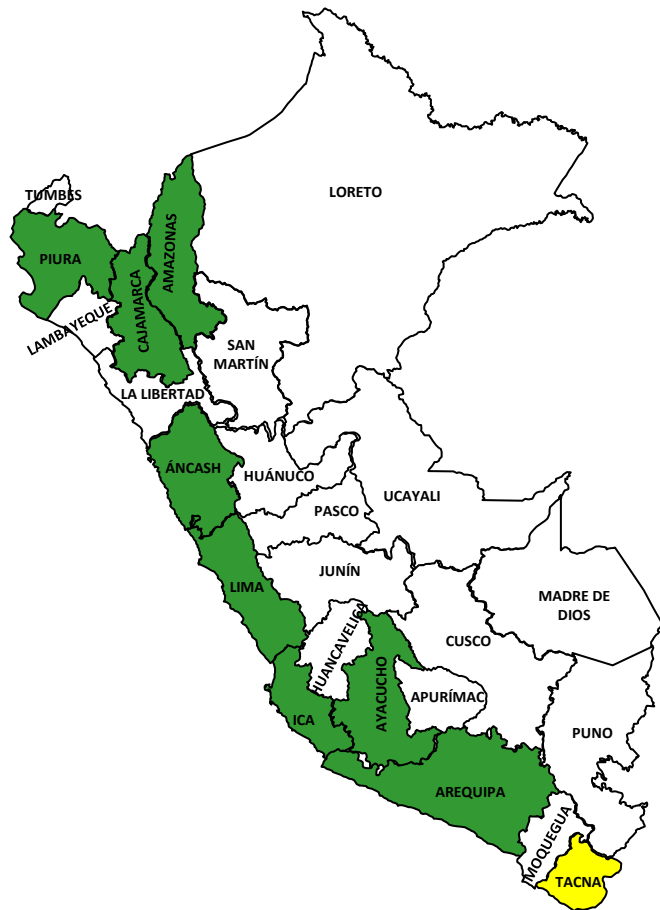 LORETO
TUMBES
AMAZONAS
PIURA
CAJAMARCA
LAMBAYEQUE
SAN
MARTÍN
LA LIBERTAD
ÁNCASH
HUÁNUCO
UCAYALI
PASCO
JUNÍN
LIMA
MADRE DE
DIOS
HUANCAVELICA
CUSCO
AYACUCHO
APURÍMAC
ICA
PUNO
AREQUIPA
MOQUEGUA
TACNA